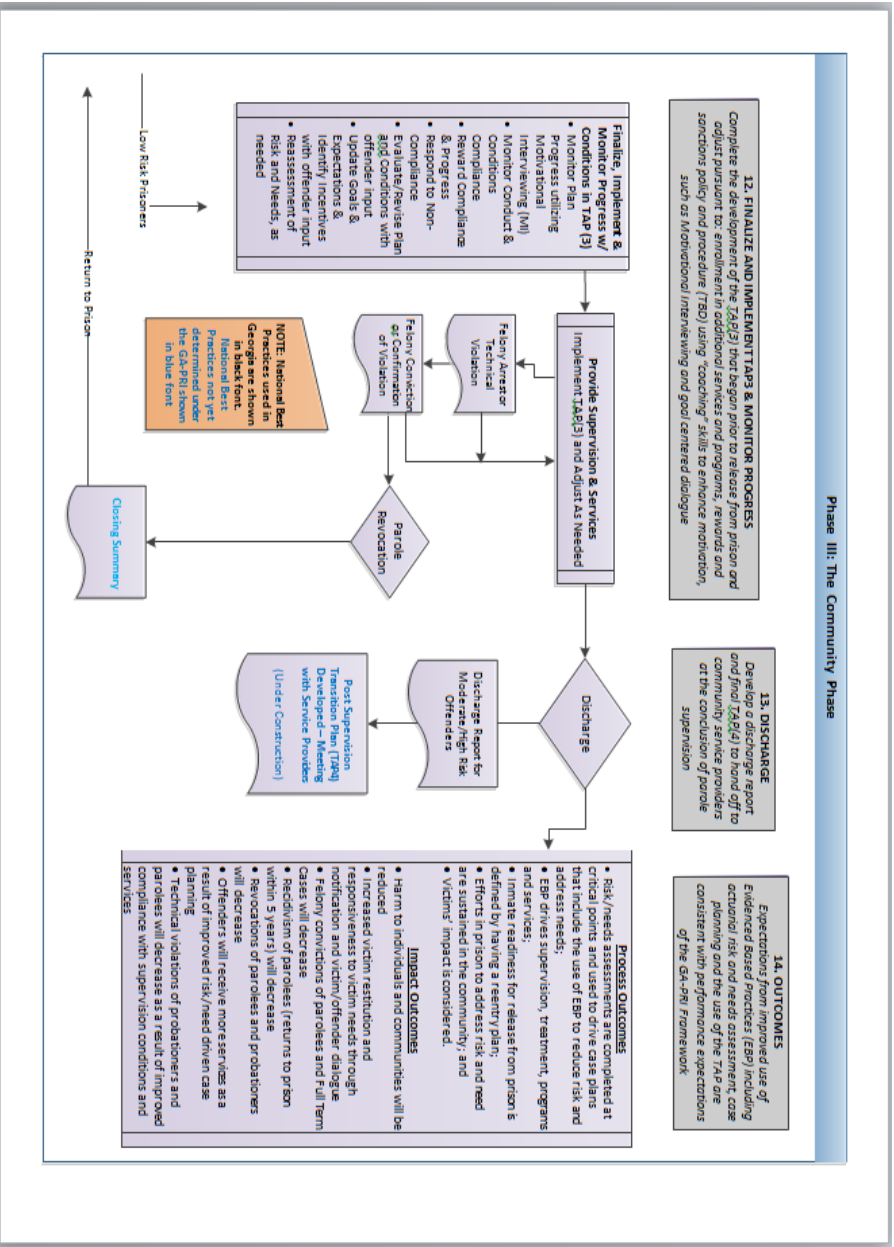 Phase III: The Community Phase
12. FINALIZE AND IMPLEMENT TAP3 & MONITOR PROGRESS
Complete the development of the TAP(3) that began prior to release from prison and
adjust pursuant to: enrollment in additional services and programs, rewards and
sanctions policy and procedure (TBD) using "coaching" skills to enhance motivation,
such as Motivational Interviewing and goal centered dialogue
13. DISCHARGE
Develop a discharge report
and final TAP(4) to hand off to
community service providers
at the conclusion of parole
supervision
14. OUTCOMES
Expectations from improved use of
Evidenced Based Practices (EBP) including
actuarial risk and needs assessment, case
planning and the use of the TAP are
consistent with performance expectations
of the GA-PRI Framework
Finalize, Implement &
Monitor Progress w/
Conditions in TAP (3)
• Monitor Plan
Progress utilizing
Motivational
Interviewing (MI)
• Monitor Conduct &
Conditions
Compliance
• Reward Compliance
& Progress
• Respond to Non-
Compliance
• Evaluate/Revise Plan
and Conditions with
offender input
• Update Goals &
Expectations &
Identify Incentives
with offender input
• Reassessment of
Risk and Needs, as
needed
Provide Supervision & Services
Implement TAP(3) and Adjust As Needed
Felony Arrest or
Technical
Violation
Felony Conviction
or Confirmation
of Violation
Parole
Revocation
NOTE: National Best
Practices used in
Georgia are shown
in black font.
National Best
Practices not yet
determined under
the GA-PRI shown
in blue font
Low Risk Prisoners
Return to Prison
Closing Summary
Discharge
Discharge Report for
Moderate/High Risk
Offenders
Post Supervision
Transition Plan (TAP4)
Developed – Meeting
with Service Providers
(Under Construction)
Process Outcomes
• Risk/needs assessments are completed at
critical points and used to drive case plans
that include the use of EBP to reduce risk and
address needs;
• EBP drives supervision, treatment, programs
and services;
• Inmate readiness for release from prison is
defined by having a reentry plan;
• Efforts in prison to address risk and need
are sustained in the community; and
• Victims' impact is considered.
Impact Outcomes
• Harm to individuals and communities will be
reduced
• Increased victim restitution and
responsiveness to victim needs through
notification and victim/offender dialogue
• Felony convictions of parolees and Full Term
Cases will decrease
• Recidivism of parolees (returns to prison
within 5 years) will decrease
• Revocations of parolees and probationers
will decrease
• Offenders will receive more services as a
result of improved risk/need driven case
planning
• Technical violations of probationers and
parolees will decrease as a result of improved
compliance with supervision conditions and
services